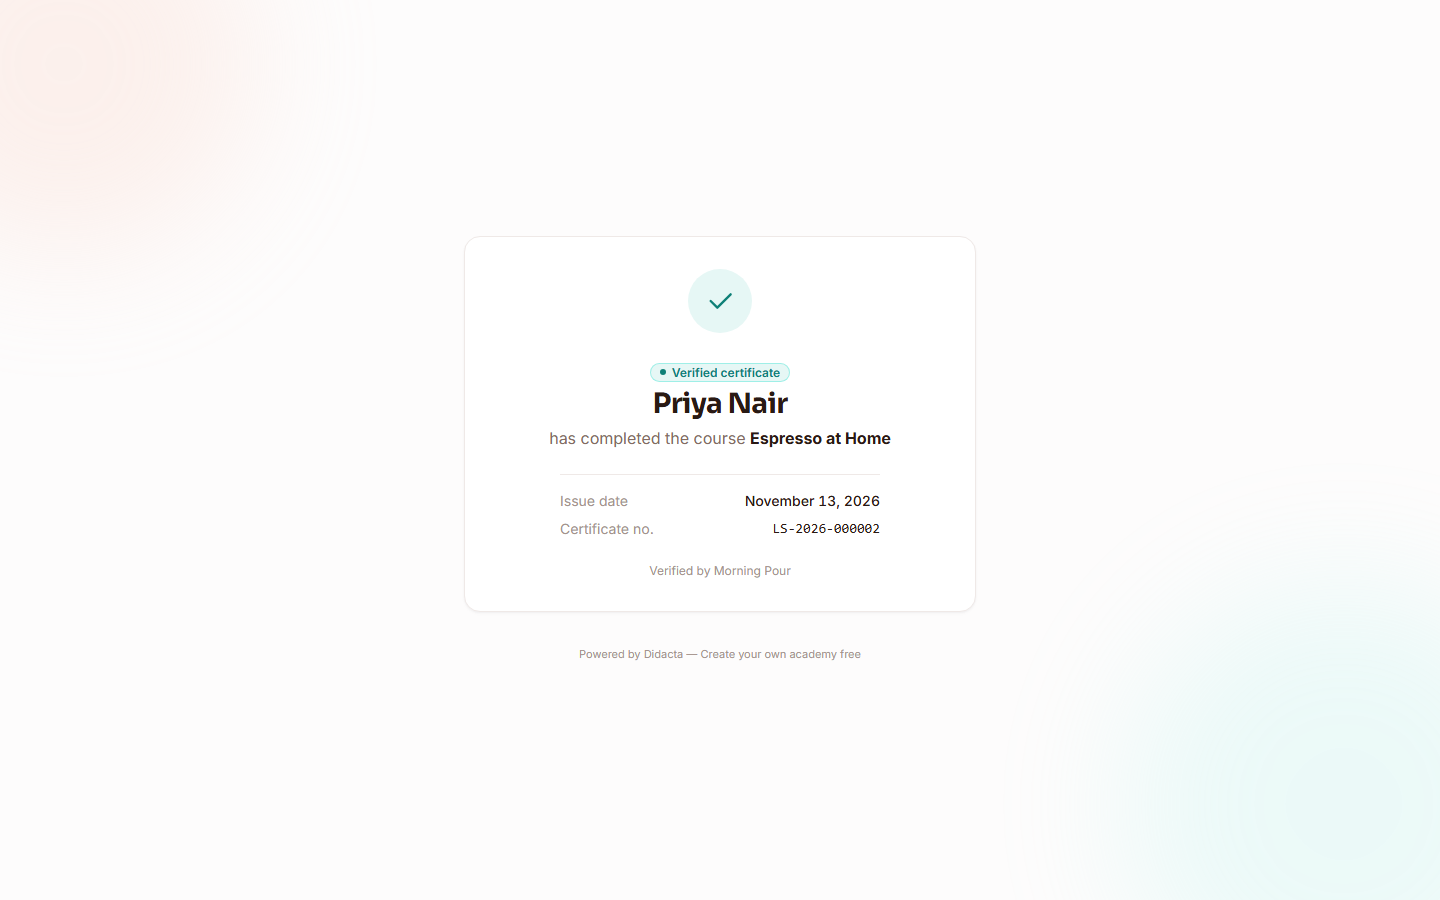 Verified certificate
Priya Nair
has completed the course Espresso at Home
Issue date November 13, 2026
Certificate no. LS-2026-000002
Verified by Morning Pour
Powered by Didacta — Create your own academy free